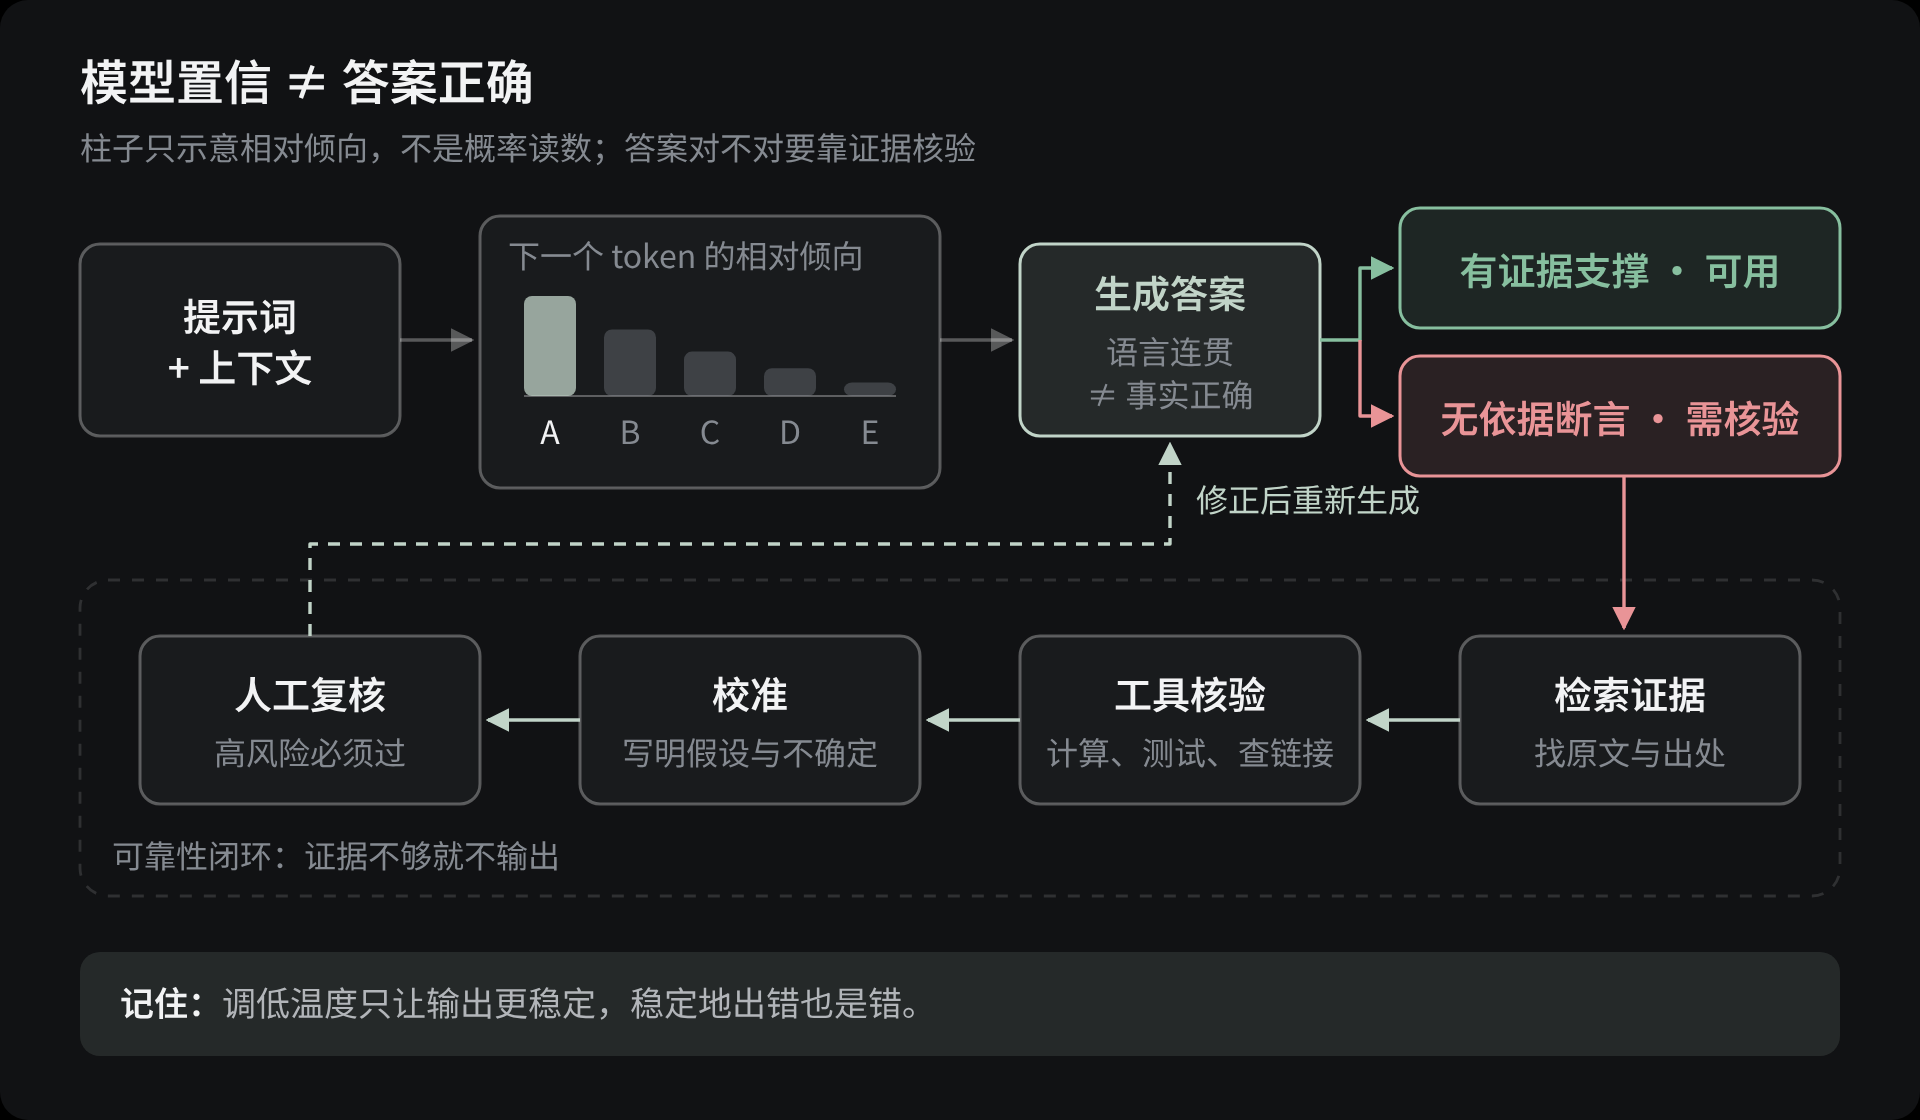 模型置信 ≠ 答案正确
柱子只示意相对倾向，不是概率读数；答案对不对要靠证据核验
提示词
+ 上下文
下一个 token 的相对倾向
A B C D E
生成答案
语言连贯
≠ 事实正确
有证据支撑 · 可用
无依据断言 · 需核验
修正后重新生成
人工复核
高风险必须过
校准
写明假设与不确定
工具核验
计算、测试、查链接
检索证据
找原文与出处
可靠性闭环：证据不够就不输出
记住：调低温度只让输出更稳定，稳定地出错也是错。